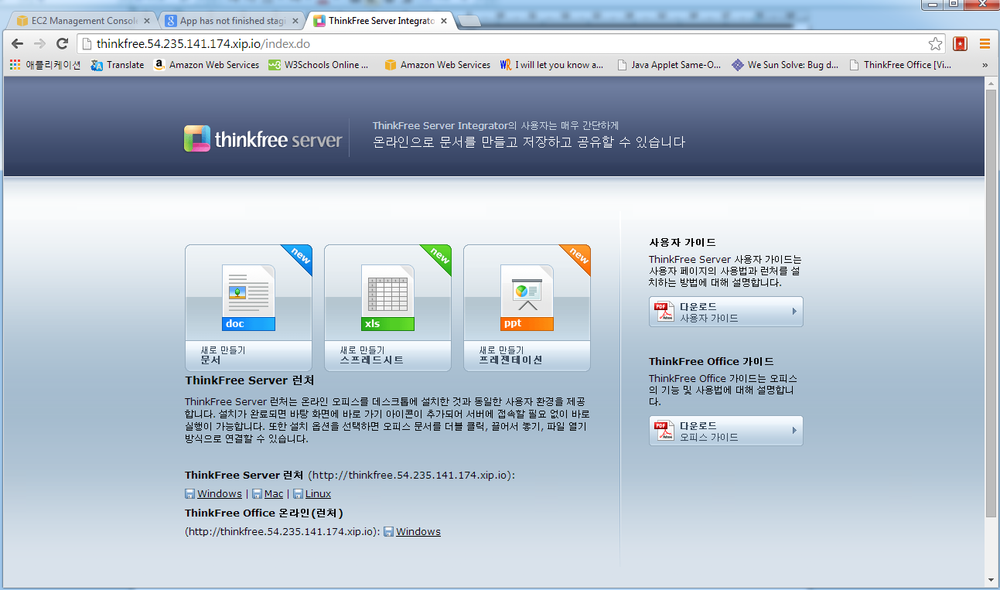 EC2 Management Consol
App has not finished stagi
ThinkFree Server Integrato
thinkfree.54.235.141.174.xip.io/index.do
애플리케이션
Translate
Amazon Web Services
W3Schools Online ...
Amazon Web Services
I will let you know a...
Java Applet Same-O...
We Sun Solve: Bug d...
ThinkFree Office [Vi...
»
thinkfree server
ThinkFree Server Integrator의 사용자는 매우 간단하게
온라인으로 문서를 만들고 저장하고 공유할 수 있습니다
new
doc
새로 만들기
문서
new
xls
새로 만들기
스프레드시트
new
ppt
새로 만들기
프레젠테이션
ThinkFree Server 런처
ThinkFree Server 런처는 온라인 오피스를 데스크톱에 설치한 것과 동일한 사용자 환경을 제공
합니다. 설치가 완료되면 바탕 화면에 바로 가기 아이콘이 추가되어 서버에 접속할 필요 없이 바로
실행이 가능합니다. 또한 설치 옵션을 선택하면 오피스 문서를 더블 클릭, 끌어서 놓기, 파일 열기
방식으로 연결할 수 있습니다.
ThinkFree Server 런처 (http://thinkfree.54.235.141.174.xip.io):
Windows | Mac | Linux
ThinkFree Office 온라인(런처)
(http://thinkfree.54.235.141.174.xip.io): Windows
사용자 가이드
ThinkFree Server 사용자 가이드는
사용자 페이지의 사용법과 런처를 설
치하는 방법에 대해 설명합니다.
PDF
Adobe
다운로드
사용자 가이드
ThinkFree Office 가이드
ThinkFree Office 가이드는 오피스
의 기능 및 사용법에 대해 설명합니
다.
PDF
Adobe
다운로드
오피스 가이드